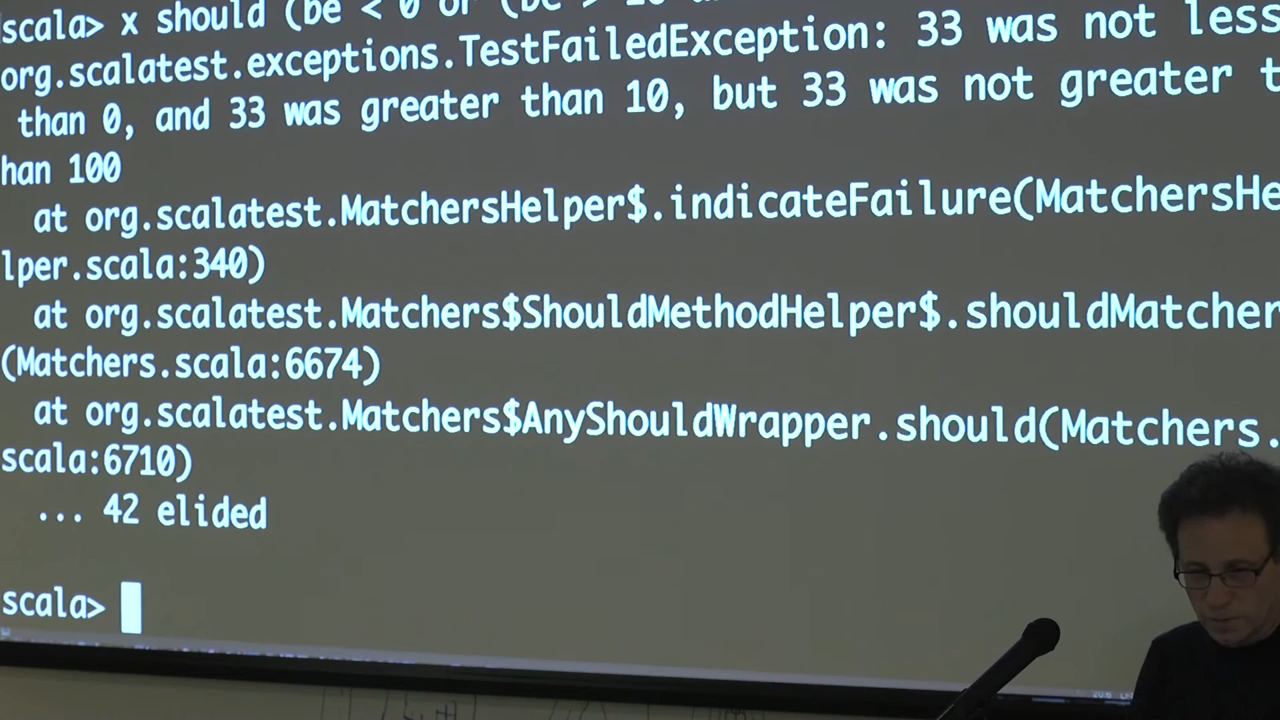 scala> x should (be < 0 or (be >
org.scalatest.exceptions.TestFailedException: 33 was not less
than 0, and 33 was greater than 10, but 33 was not greater t
han 100
at org.scalatest.MatchersHelper$.indicateFailure(MatchersHe
lper.scala:340)
at org.scalatest.Matchers$ShouldMethodHelper$.shouldMatcher
(Matchers.scala:6674)
at org.scalatest.Matchers$AnyShouldWrapper.should(Matchers.
scala:6710)
... 42 elided
scala>